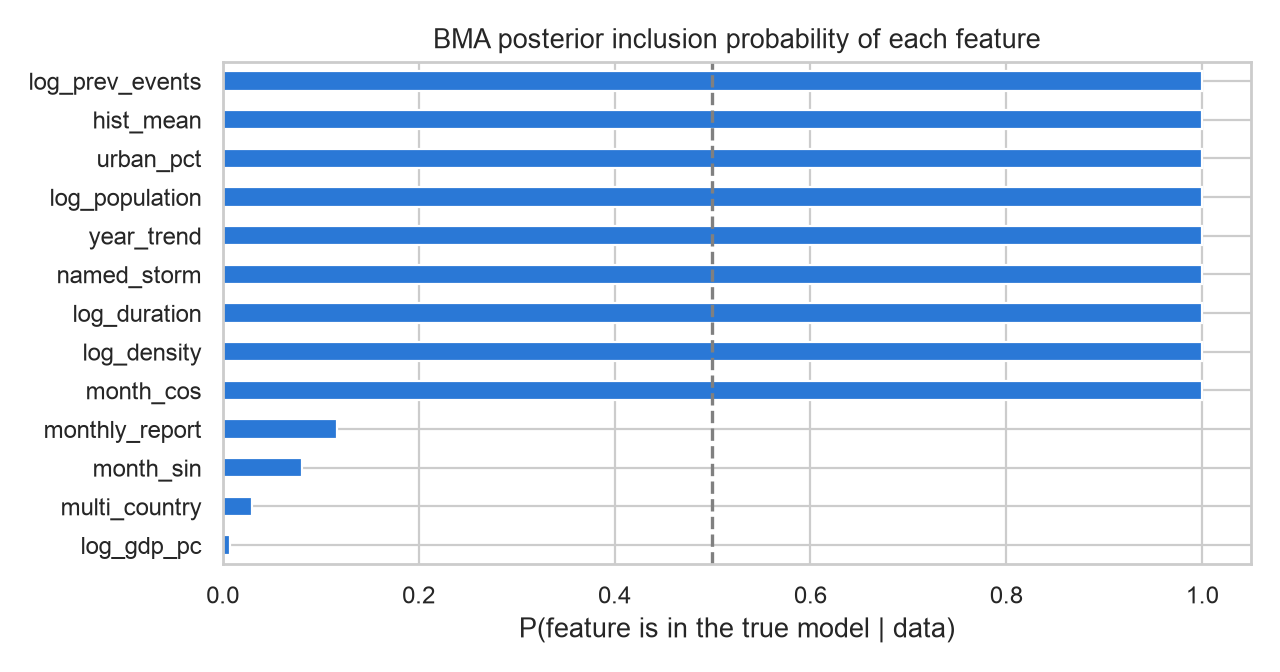 BMA posterior inclusion probability of each feature
log_prev_events
hist_mean
urban_pct
log_population
year_trend
named_storm
log_duration
log_density
month_cos
monthly_report
month_sin
multi_country
log_gdp_pc
0.0 0.2 0.4 0.6 0.8 1.0
P(feature is in the true model | data)